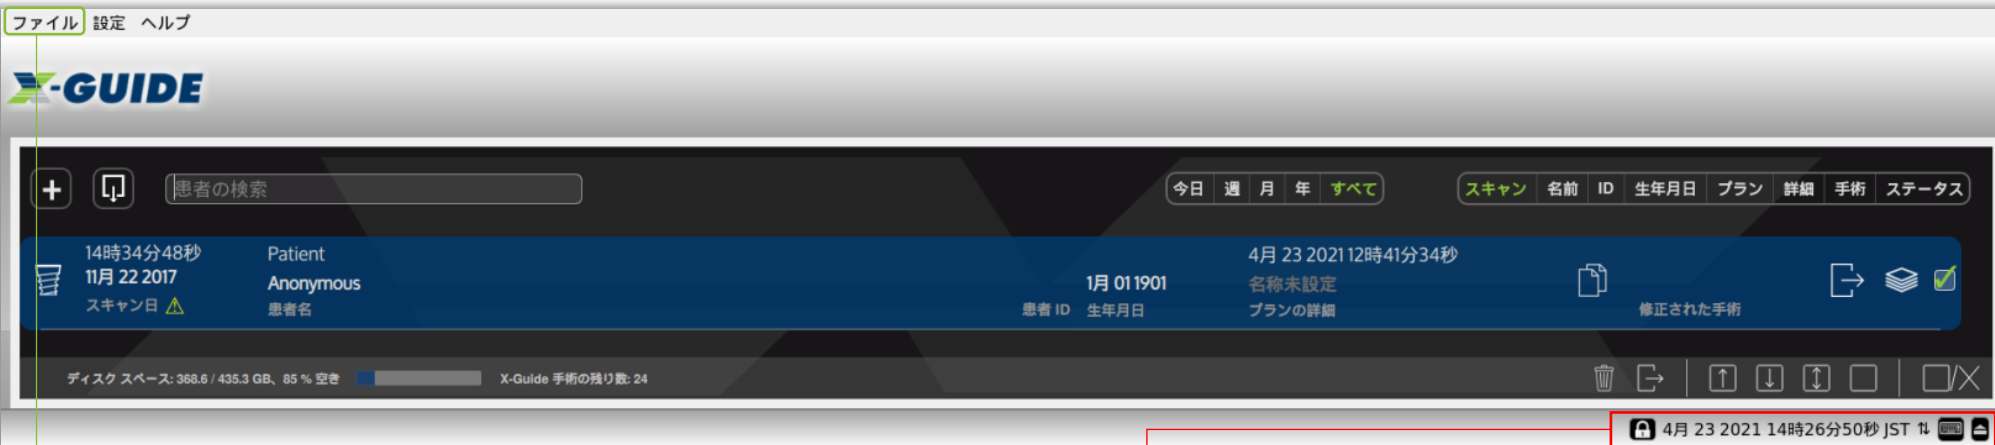 ファイル 設定 ヘルプ
X-GUIDE
患者の検索
今日 週 月 年 すべて
スキャン 名前 ID 生年月日 プラン 詳細 手術 ステータス
14時34分48秒
11月 22 2017
スキャン日
Patient
Anonymous
患者名
患者 ID
1月 01 1901
生年月日
4月 23 2021 12時41分34秒
名称未設定
プランの詳細
修正された手術
ディスク スペース: 368.6 / 435.3 GB、85 % 空き
X-Guide 手術の残り数: 24
4月 23 2021 14時26分50秒 JST